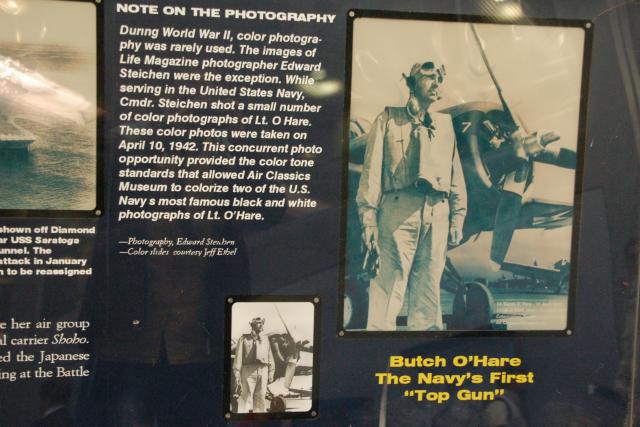 NOTE ON THE PHOTOGRAPHY
During World War II, color photogra-
phy was rarely used. The images of
Life Magazine photographer Edward
Steichen were the exception. While
serving in the United States Navy,
Cmdr. Steichen shot a small number
of color photographs of Lt. O Hare.
These color photos were taken on
April 10, 1942. This concurrent photo
opportunity provided the color tone
standards that allowed Air Classics
Museum to colorize two of the U.S.
Navy s most famous black and white
photographs of Lt. O'Hare.
—Photography, Edward Steichen
—Color slides courtesy Jeff Ethel
shown off Diamond
ar USS Saratoga
unnel. The
attack in January
n to be reassigned
e her air group
al carrier Shoho.
ed the Japanese
ing at the Battle
7
Butch O'Hare
The Navy's First
"Top Gun"